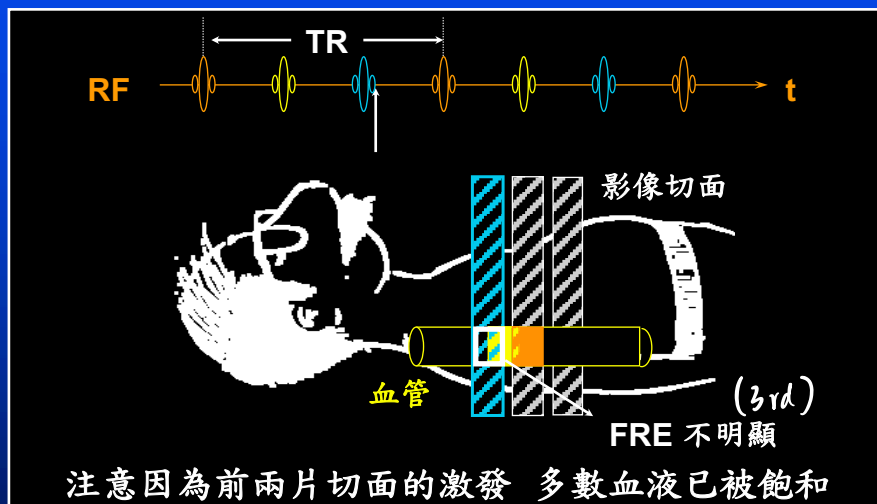 TR
RF
t
影像切面
血管
(3rd)
FRE 不明顯
注意因為前兩片切面的激發 多數血液已被飽和